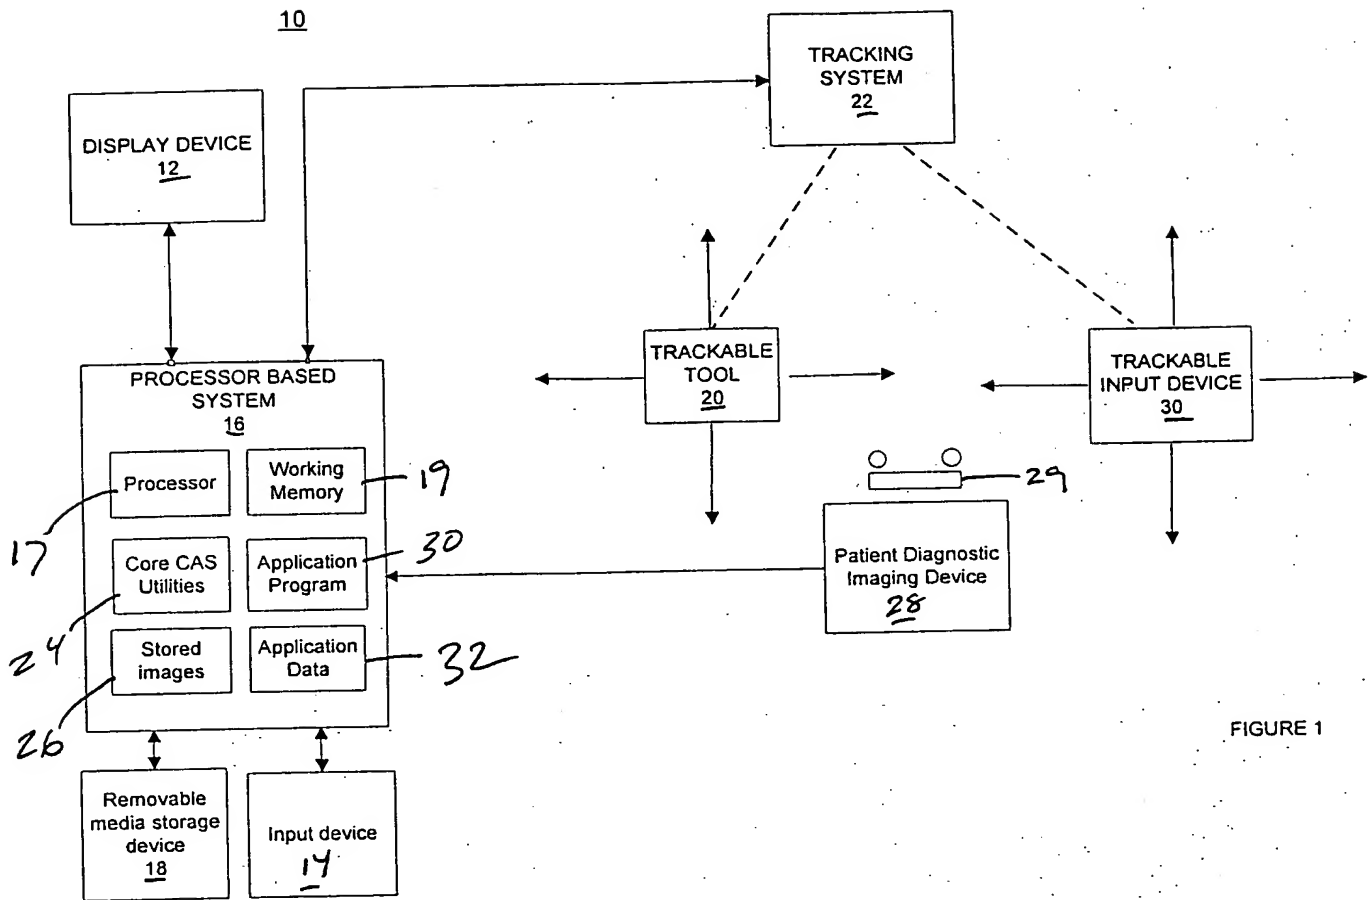 10
TRACKING
SYSTEM
22
DISPLAY DEVICE
12
TRACKABLE
TOOL
20
TRACKABLE
INPUT DEVICE
30
PROCESSOR BASED
SYSTEM
16
Processor
17
Working
Memory
19
Core CAS
Utilities
24
Application
Program
30
Stored
images
26
Application
Data
32
29
Patient Diagnostic
Imaging Device
28
Removable
media storage
device
18
Input device
14
FIGURE 1